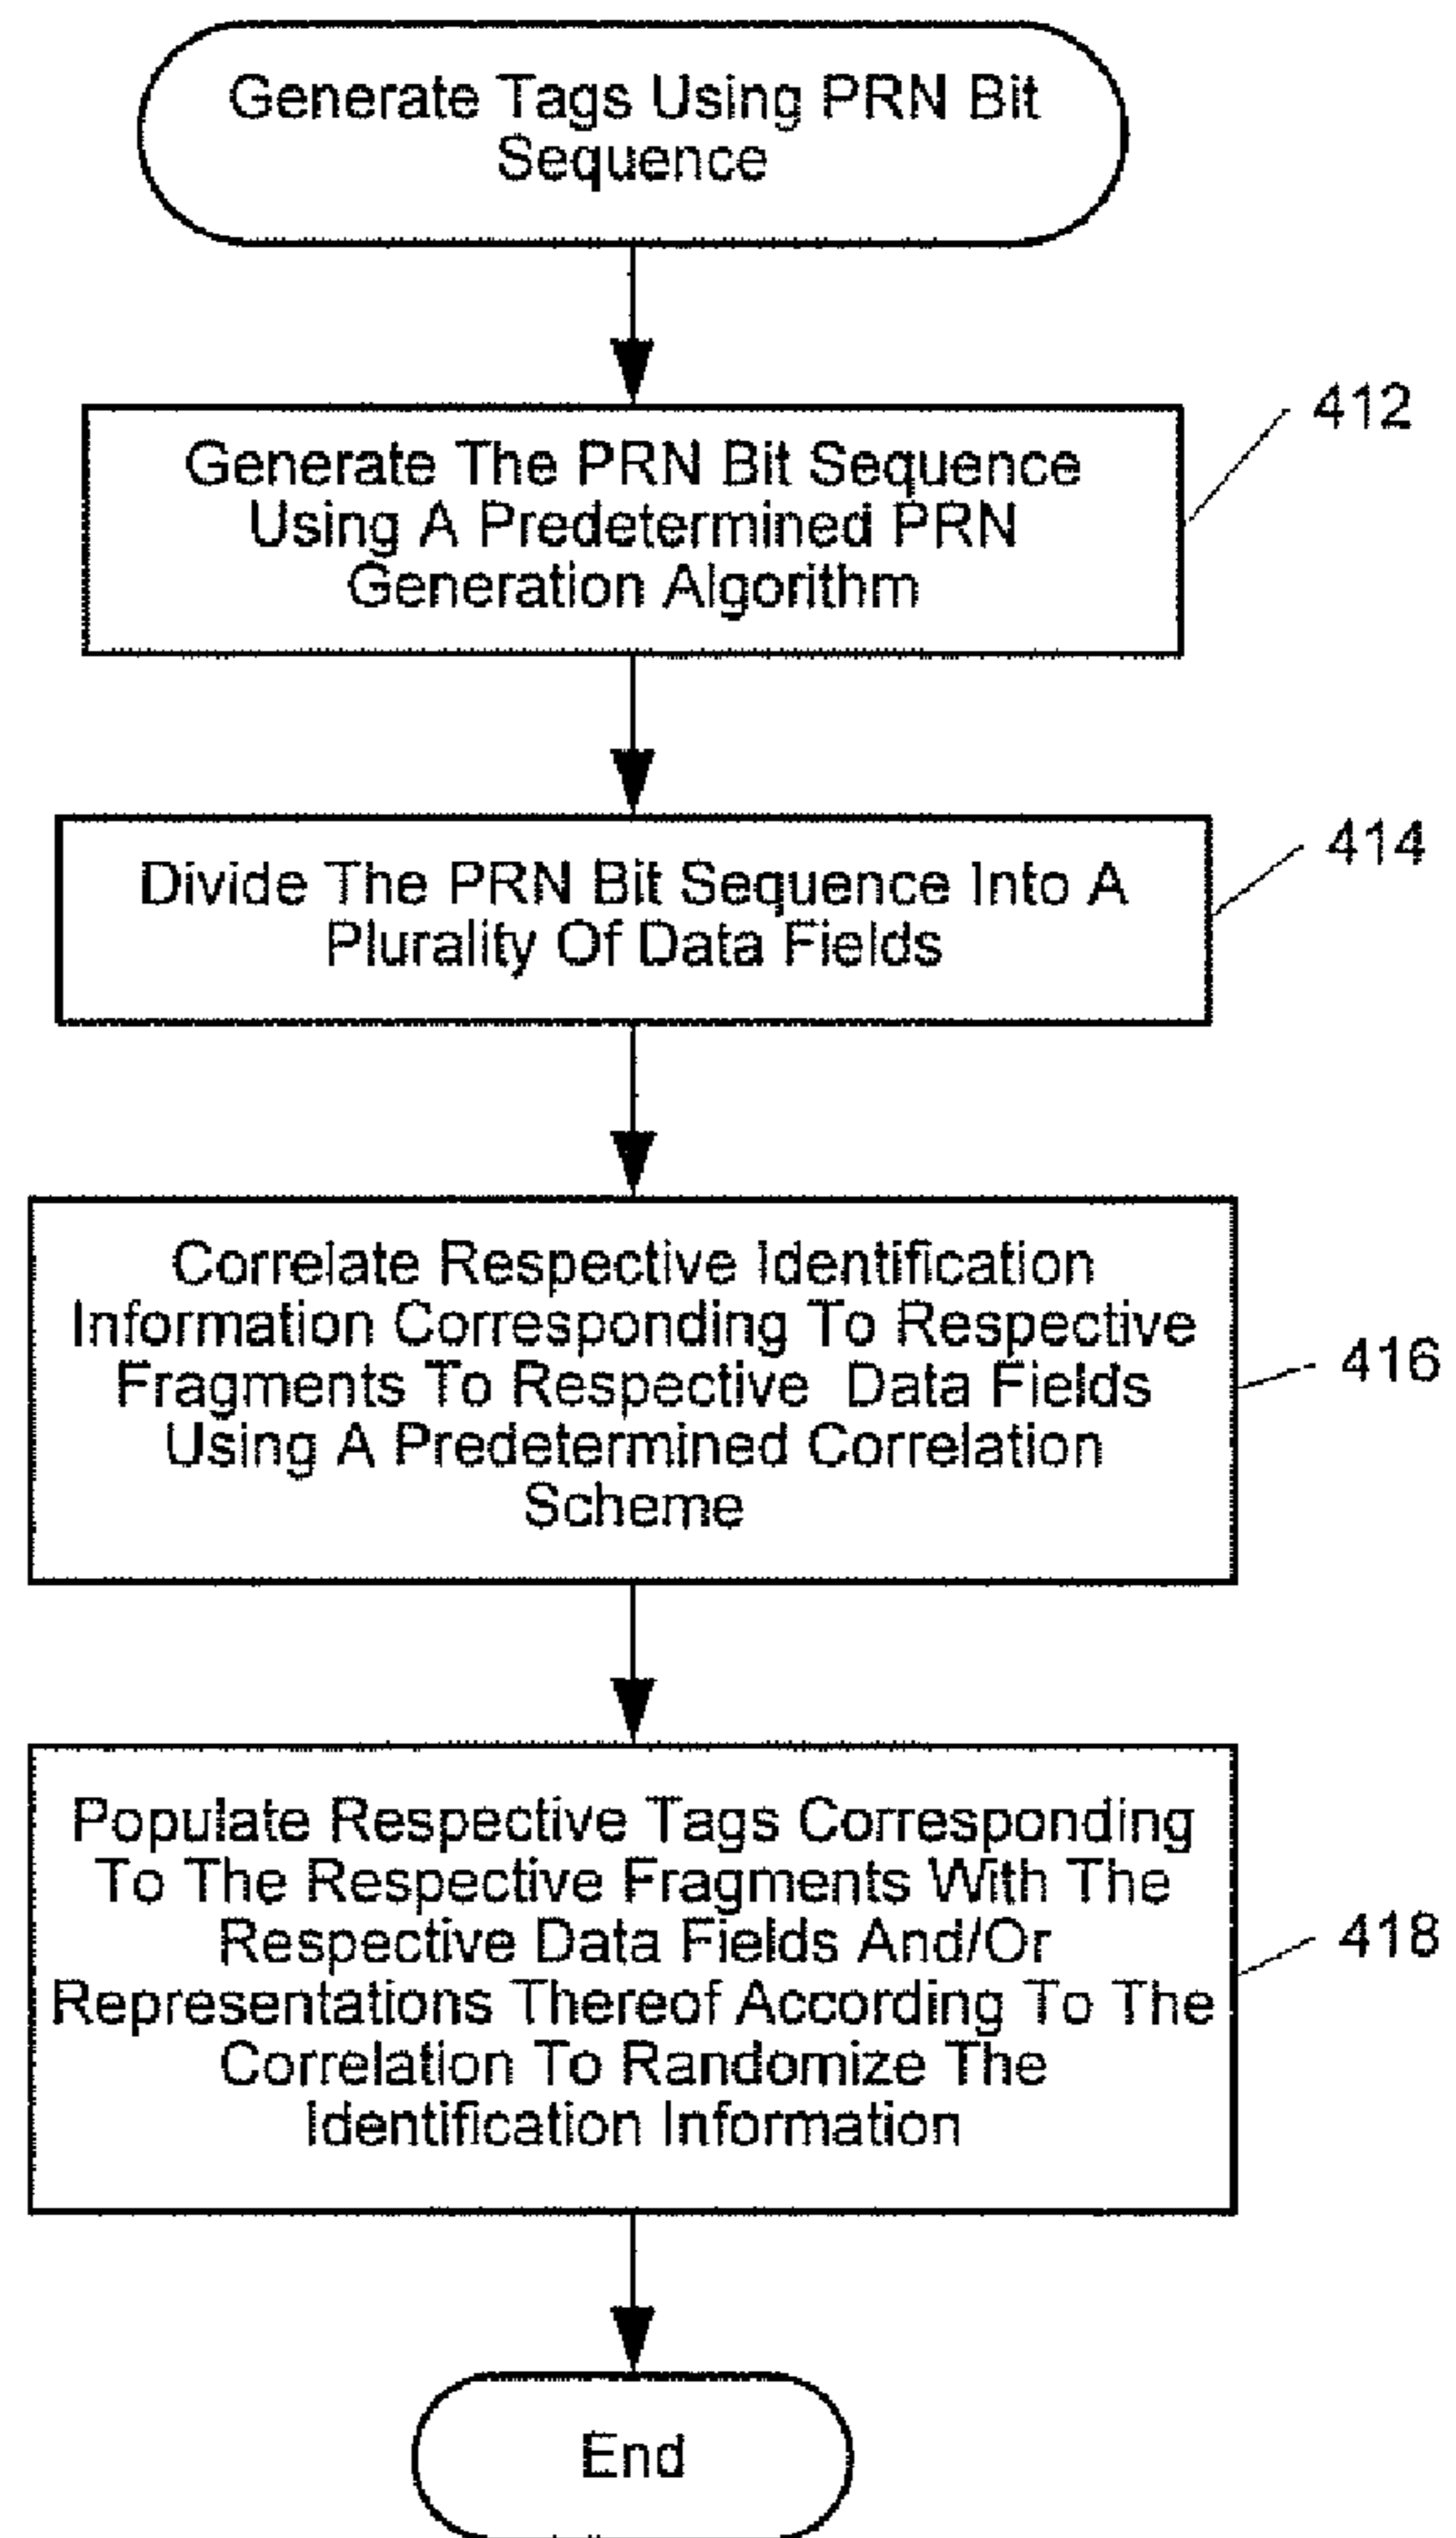 Generate Tags Using PRN Bit
Sequence
412
Generate The PRN Bit Sequence
Using A Predetermined PRN
Generation Algorithm
414
Divide The PRN Bit Sequence Into A
Plurality Of Data Fields
Correlate Respective Identification
Information Corresponding To Respective
Fragments To Respective Data Fields
Using A Predetermined Correlation
Scheme
416
Populate Respective Tags Corresponding
To The Respective Fragments With The
Respective Data Fields And/Or
Representations Thereof According To The
Correlation To Randomize The
Identification Information
418
End